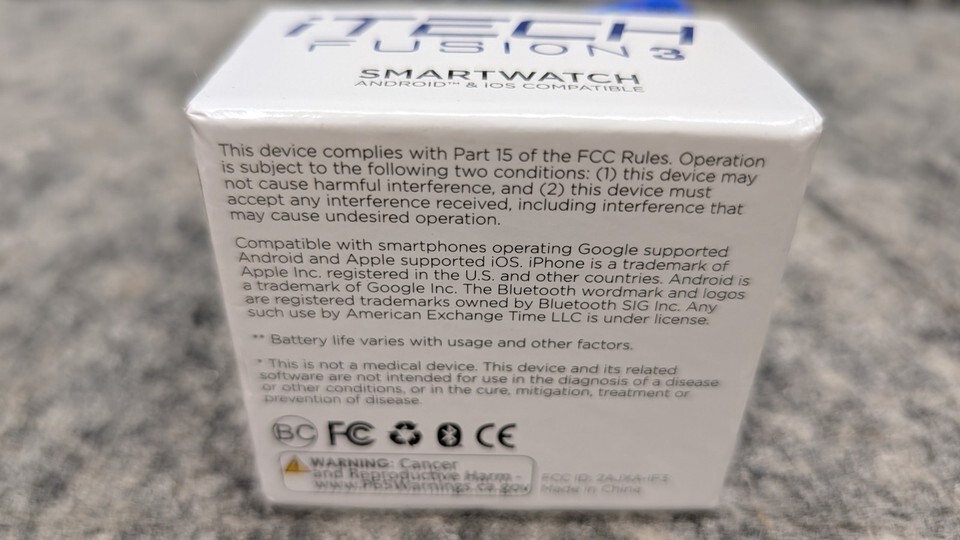 iTECH
FUSION 3
SMARTWATCH
ANDROID™ & iOS COMPATIBLE
This device complies with Part 15 of the FCC Rules. Operation
is subject to the following two conditions: (1) this device may
not cause harmful interference, and (2) this device must
accept any interference received, including interference that
may cause undesired operation.
Compatible with smartphones operating Google supported
Android and Apple supported iOS. iPhone is a trademark of
Apple Inc. registered in the U.S. and other countries. Android is
a trademark of Google Inc. The Bluetooth wordmark and logos
are registered trademarks owned by Bluetooth SIG Inc. Any
such use by American Exchange Time LLC is under license.
** Battery life varies with usage and other factors.
* This is not a medical device. This device and its related
software are not intended for use in the diagnosis of a disease
or other conditions, or in the cure, mitigation, treatment or
prevention of disease.
BC FC CE
WARNING: Cancer
and Reproductive Harm -
www.P65Warnings.ca.gov
FCC ID:
Made in China